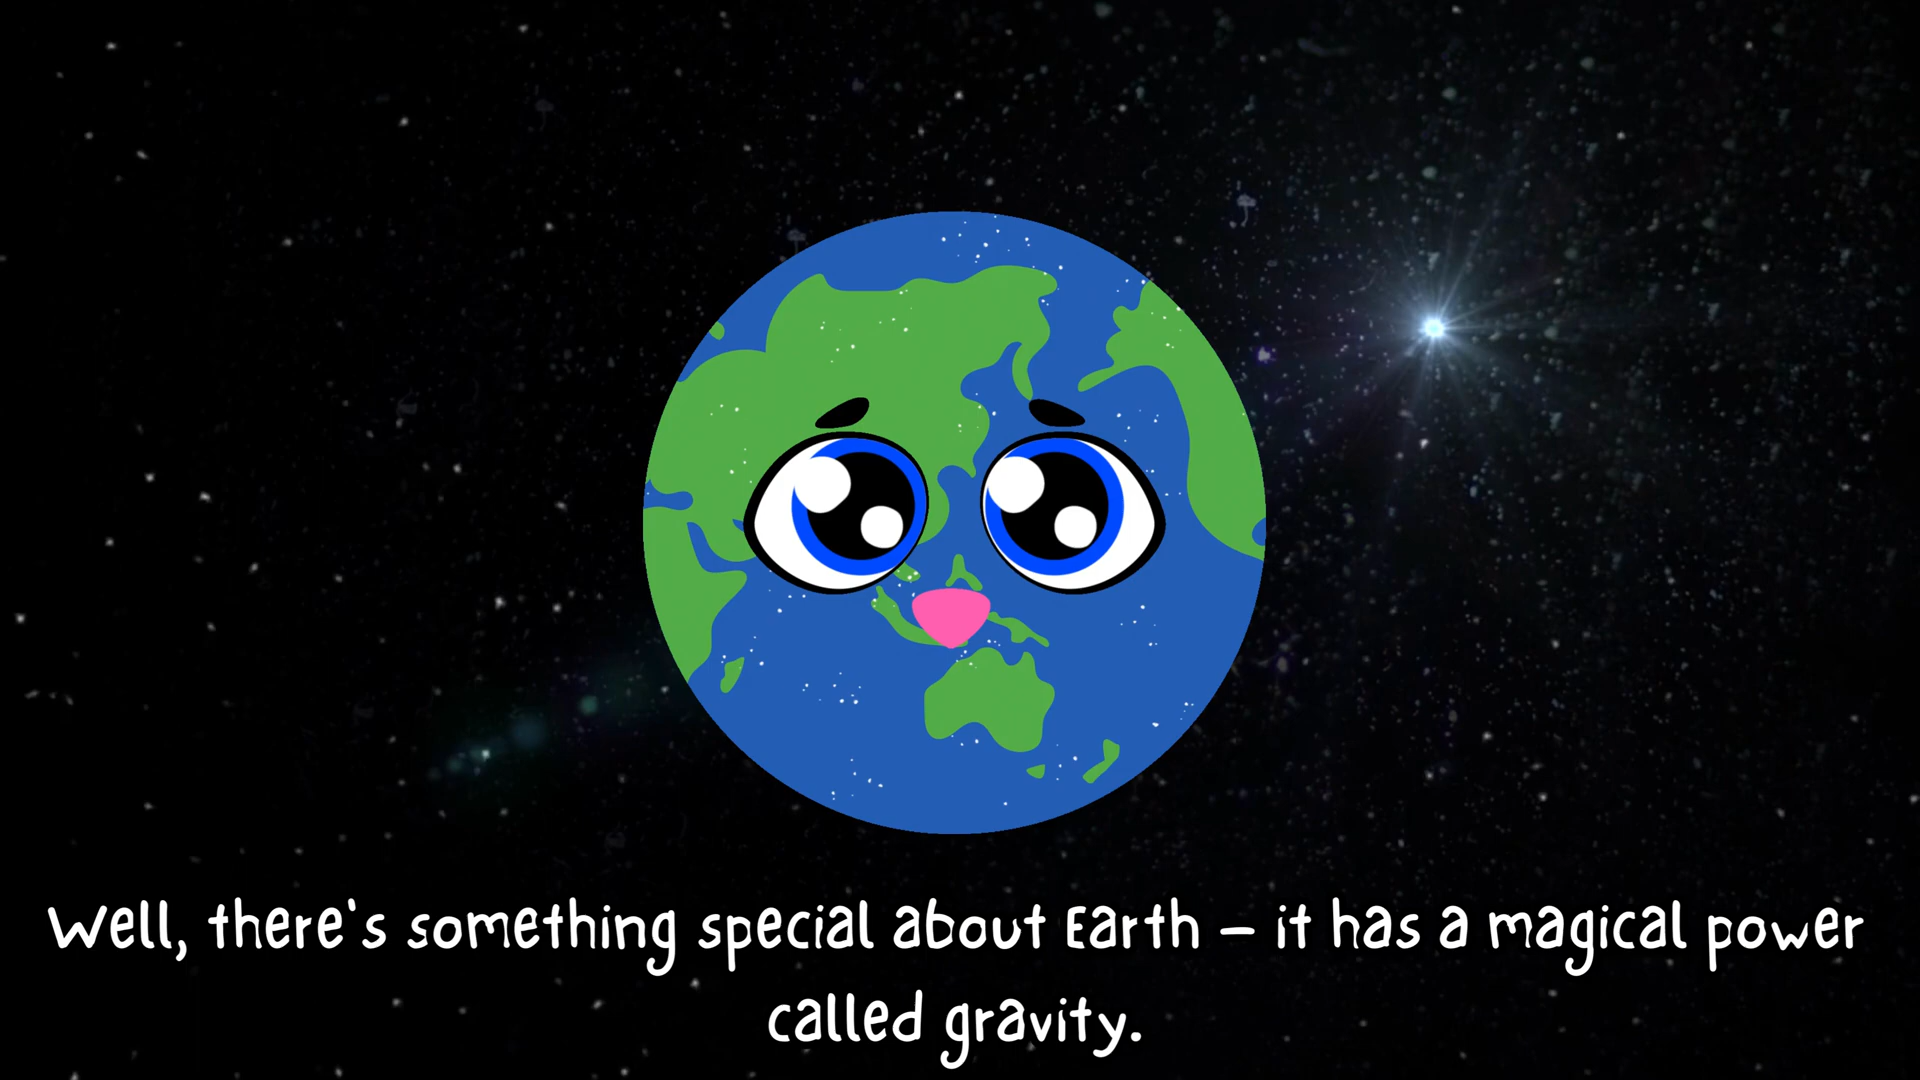 Well, there's something special about Earth – it has a magical power
called gravity.